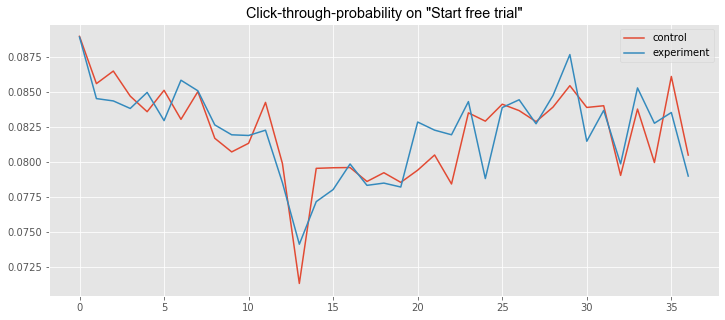 Click-through-probability on "Start free trial"
control
experiment
0.0875
0.0850
0.0825
0.0800
0.0775
0.0750
0.0725
0 5 10 15 20 25 30 35